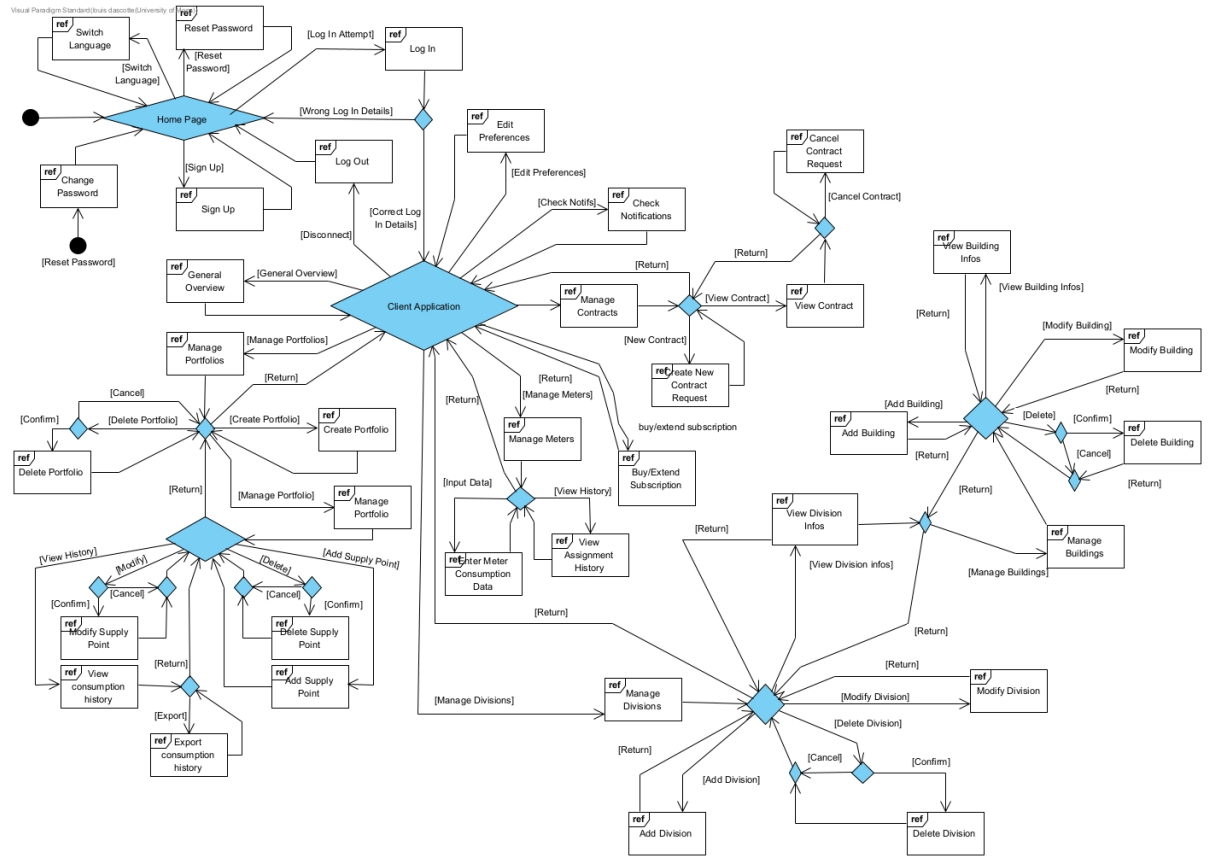 Visual Paradigm Standard(louis dascotte(University of
ref
Switch
Language
ref
Reset Password
[Log In Attempt]
ref
Log In
[Switch
Language]
[Reset
Password]
Home Page
[Wrong Log In Details]
ref
Edit
Preferences
ref
Cancel
Contract
Request
ref
Log Out
ref
Change
Password
[Sign Up]
ref
Sign Up
[Edit Preferences]
[Cancel Contract]
[Correct Log
In Details]
[Check Notifs]
ref
Check
Notifications
[Disconnect]
[Reset Password]
ref
View Building
Infos
[Return]
ref
General
Overview
[General Overview]
[Return]
Client Application
ref
Manage
Contracts
[View Contract]
ref
View Contract
[View Building Infos]
[Return]
[Modify Building]
ref
Modify Building
ref
Manage
Portfolios
[Manage Portfolios]
[New Contract]
ref
Create New
Contract
Request
[Return]
[Return]
[Manage Meters]
[Return]
[Return]
[Cancel]
[Confirm]
[Delete Portfolio]
[Create Portfolio]
ref
Create Portfolio
ref
Manage Meters
buy/extend subscription
[Add Building]
ref
Add Building
[Delete]
[Confirm]
ref
Delete Building
[Cancel]
[Return]
[Return]
ref
Delete Portfolio
ref
Buy/Extend
Subscription
[Return]
[Manage Portfolio]
ref
Manage
Portfolio
[Input Data]
[View History]
[Return]
ref
View Division
Infos
[Return]
ref
Manage
Buildings
[Manage Buildings]
ref
View
Assignment
History
ref
Enter Meter
Consumption
Data
[View Division infos]
[View History]
[Modify]
[Delete]
[Add Supply Point]
[Cancel]
[Cancel]
[Confirm]
[Confirm]
[Return]
[Return]
ref
Modify Supply
Point
ref
Delete Supply
Point
[Return]
ref
View
consumption
history
ref
Add Supply
Point
[Return]
[Manage Divisions]
ref
Manage
Divisions
[Modify Division]
ref
Modify Division
[Export]
ref
Export
consumption
history
[Delete Division]
[Return]
[Add Division]
[Cancel]
[Confirm]
ref
Add Division
ref
Delete Division